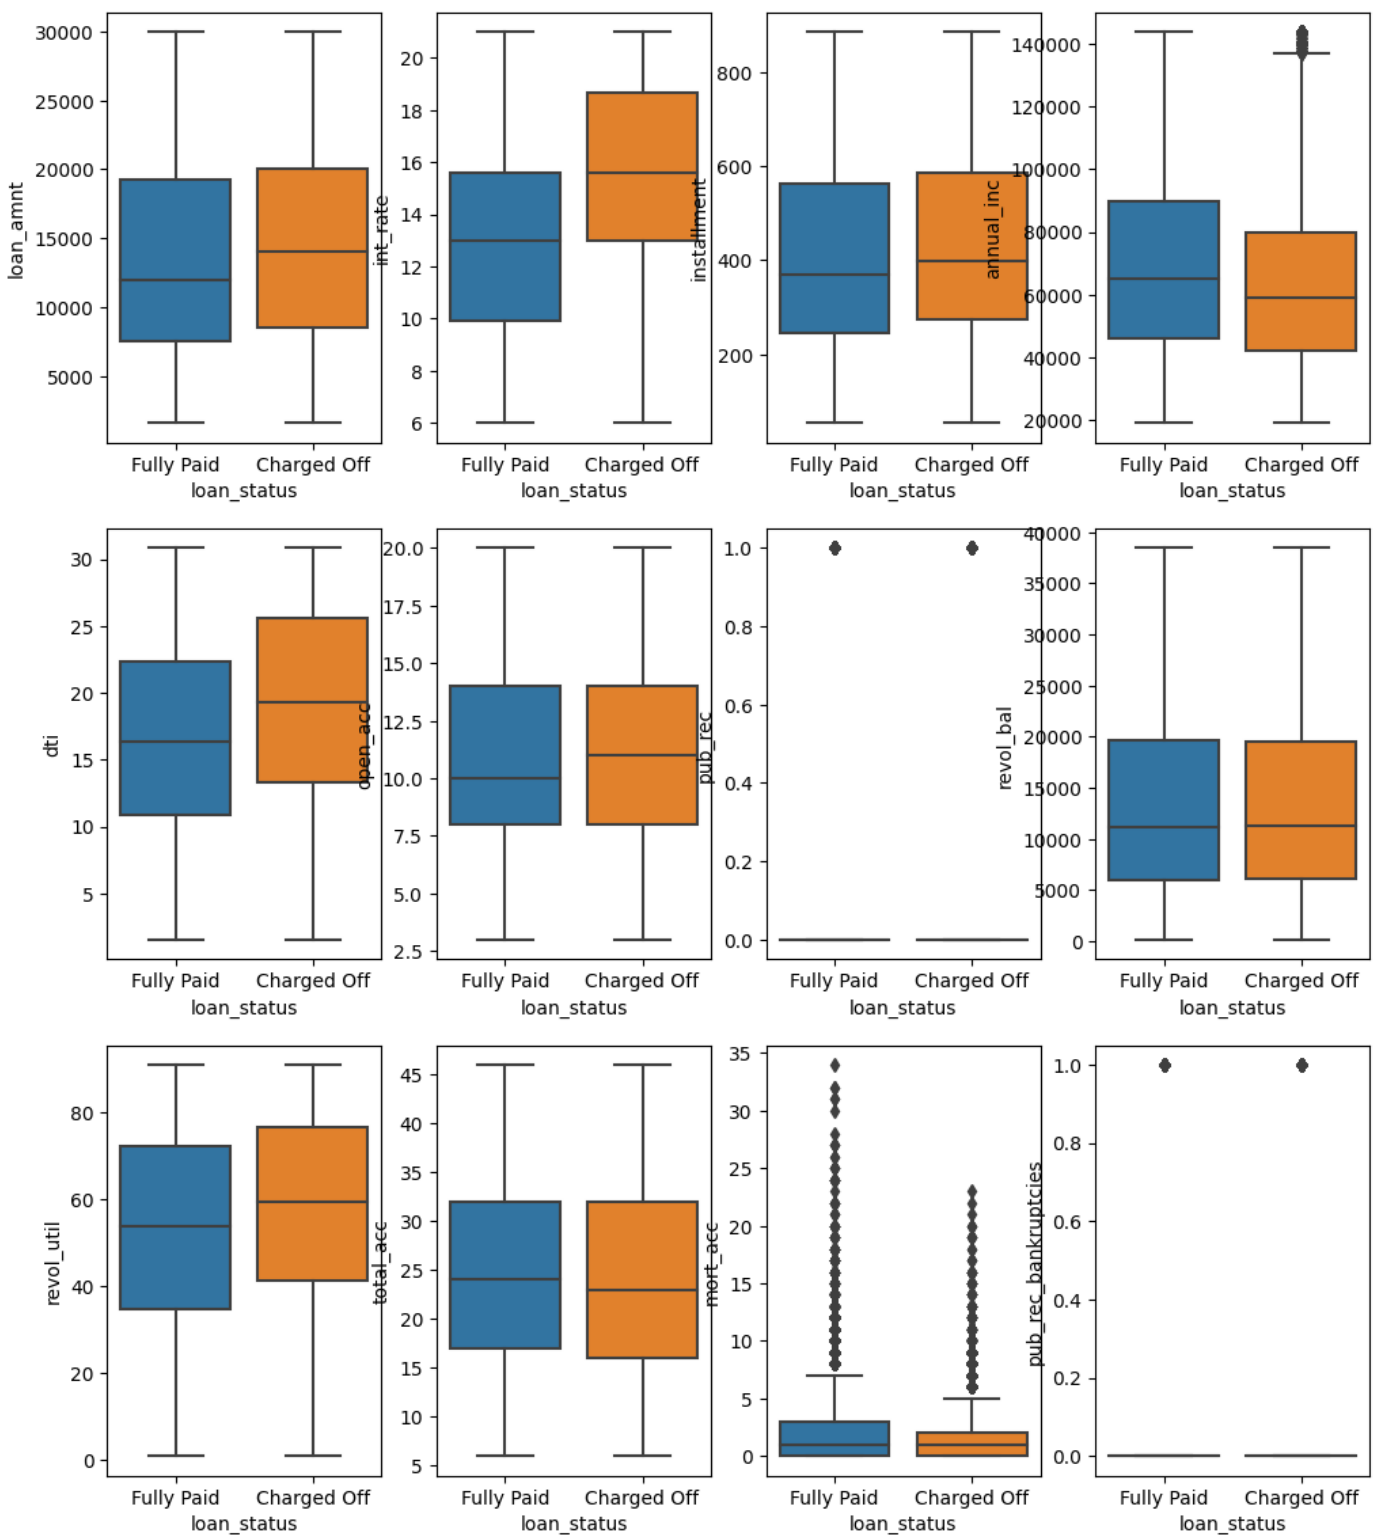 30000
25000
20000
15000
10000
5000
loan_amnt
Fully Paid Charged Off
loan_status
20
18
16
14
12
10
8
6
int_rate
Fully Paid Charged Off
loan_status
800
600
400
200
installment
Fully Paid Charged Off
loan_status
140000
120000
100000
80000
60000
40000
20000
annual_inc
Fully Paid Charged Off
loan_status
30
25
20
15
10
5
dti
Fully Paid Charged Off
loan_status
20.0
17.5
15.0
12.5
10.0
7.5
5.0
2.5
open_acc
Fully Paid Charged Off
loan_status
1.0
0.8
0.6
0.4
0.2
0.0
pub_rec
Fully Paid Charged Off
loan_status
40000
35000
30000
25000
20000
15000
10000
5000
0
revol_bal
Fully Paid Charged Off
loan_status
80
60
40
20
0
revol_util
Fully Paid Charged Off
loan_status
45
40
35
30
25
20
15
10
5
total_acc
Fully Paid Charged Off
loan_status
35
30
25
20
15
10
5
0
mort_acc
Fully Paid Charged Off
loan_status
1.0
0.8
0.6
0.4
0.2
0.0
pub_rec_bankruptcies
Fully Paid Charged Off
loan_status